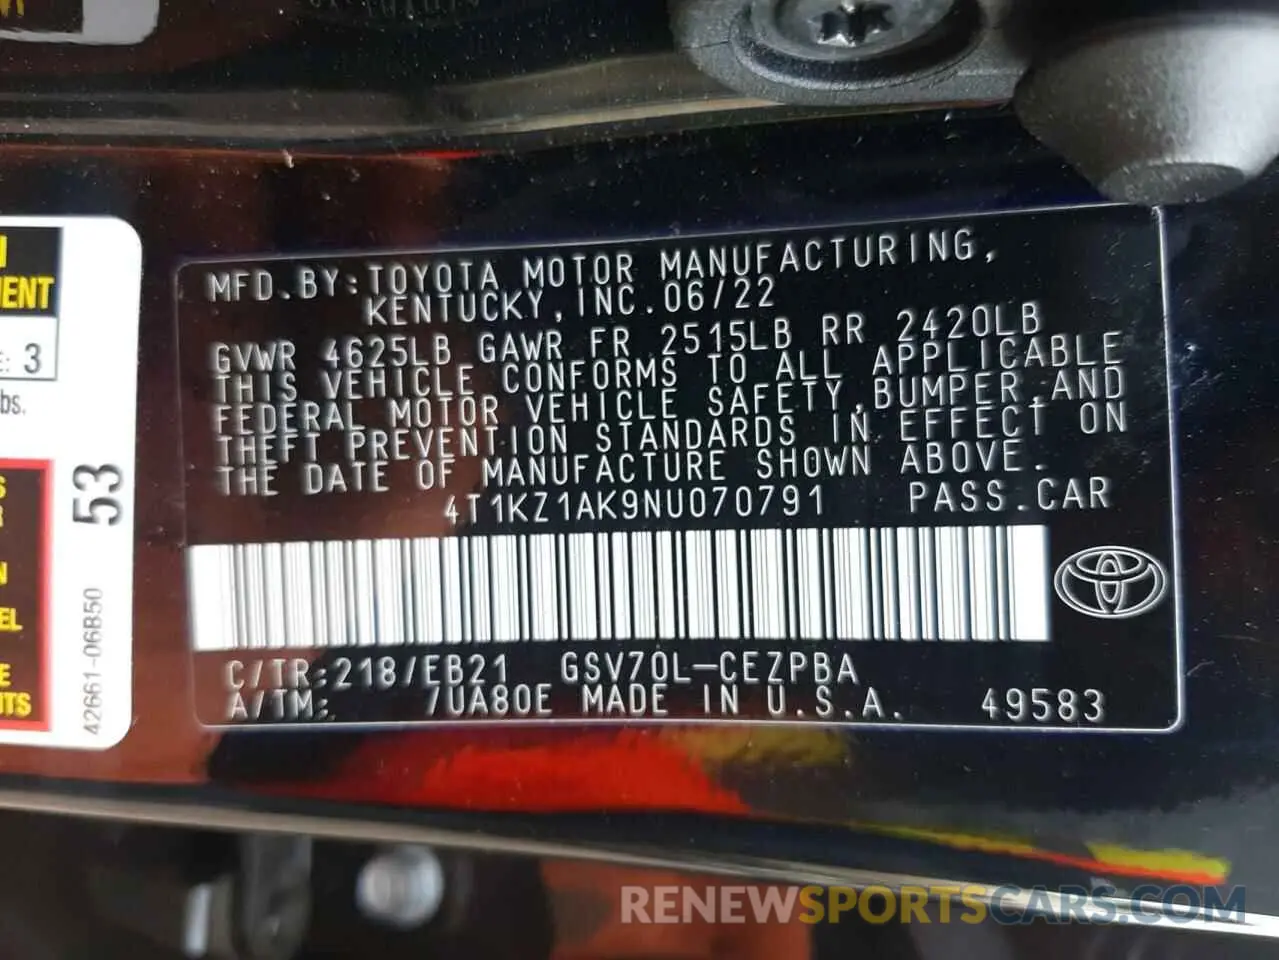 MFD.BY:TOYOTA MOTOR MANUFACTURING,
KENTUCKY,INC.06/22
GVWR 4625LB GAWR FR 2515LB RR 2420LB
THIS VEHICLE CONFORMS TO ALL APPLICABLE
FEDERAL MOTOR VEHICLE SAFETY,BUMPER,AND
THEFT PREVENTION STANDARDS IN EFFECT ON
THE DATE OF MANUFACTURE SHOWN ABOVE.
4T1KZ1AK9NU070791 PASS.CAR
C/TR:218/EB21 GSV70L-CEZPBA
A/TM: 7UA80E MADE IN U.S.A. 49583
: 3
53
42661-06B50
RENEWSPORTSCARS.COM